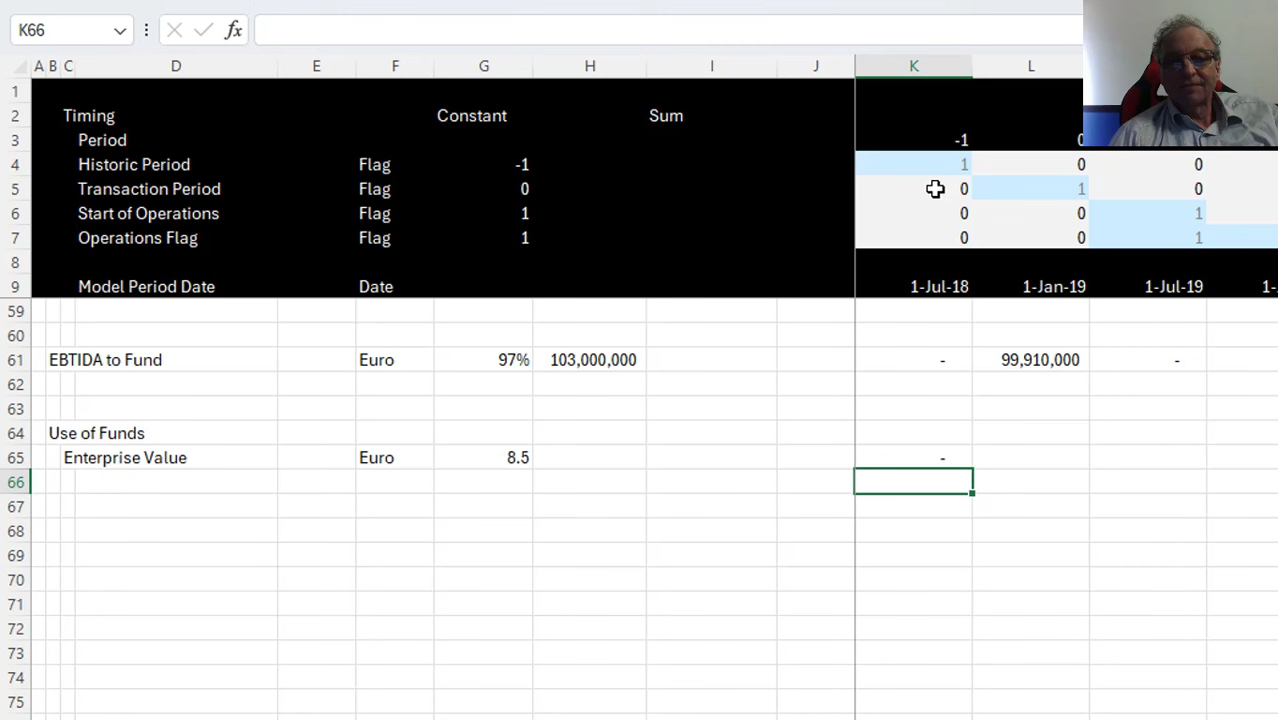 K66 fx
A B C D E F G H I J K L
1
2 Timing Constant Sum
3 Period -1 0
4 Historic Period Flag -1 1 0 0
5 Transaction Period Flag 0 0 1 0
6 Start of Operations Flag 1 0 0 1
7 Operations Flag Flag 1 0 0 1
8
9 Model Period Date Date 1-Jul-18 1-Jan-19 1-Jul-19 1-
59
60
61 EBTIDA to Fund Euro 97% 103,000,000 - 99,910,000 -
62
63
64 Use of Funds
65 Enterprise Value Euro 8.5 -
66
67
68
69
70
71
72
73
74
75